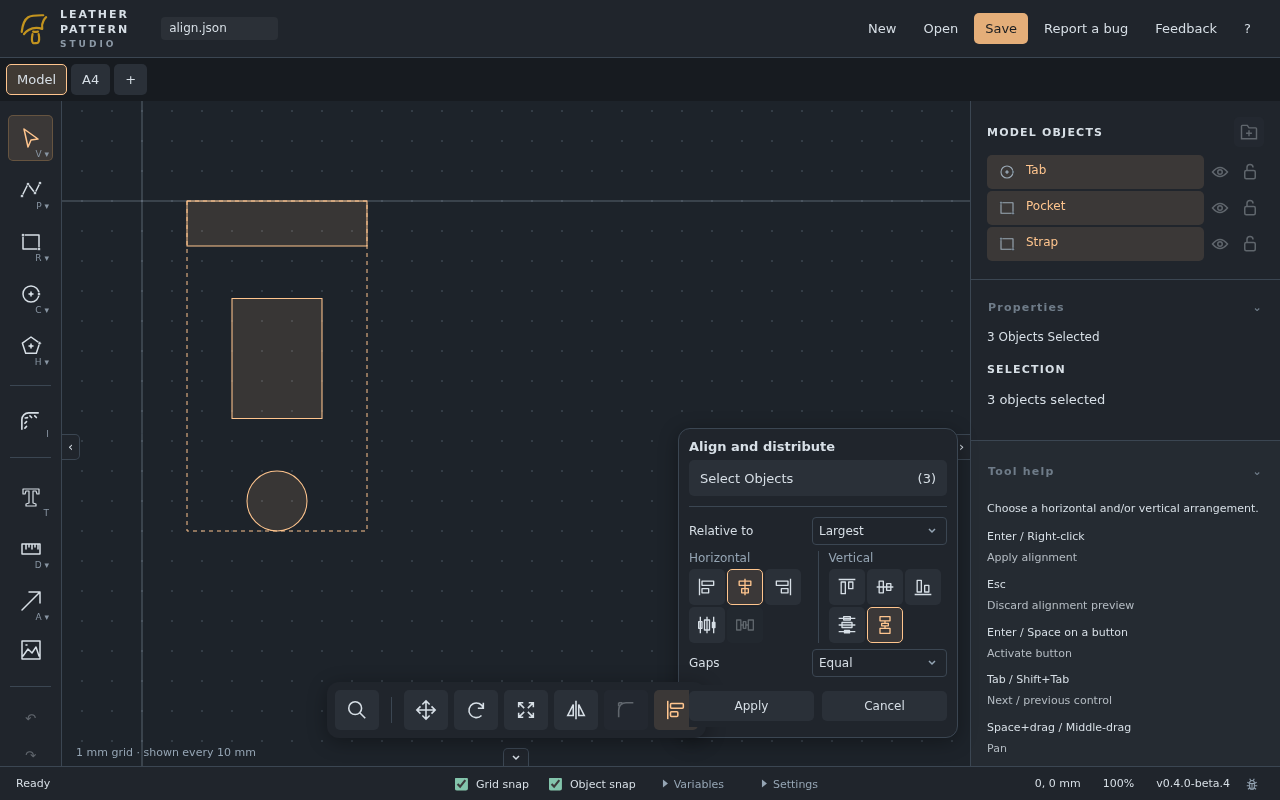 LEATHER
PATTERN
STUDIO
align.json
New
Open
Save
Report a bug
Feedback
?
Model
A4
+
V ▾
P ▾
R ▾
C ▾
H ▾
I
T
D ▾
A ▾
MODEL OBJECTS
Tab
Pocket
Strap
Properties
3 Objects Selected
SELECTION
3 objects selected
Align and distribute
Select Objects (3)
Relative to Largest
Horizontal Vertical
Gaps Equal
Apply Cancel
Tool help
Choose a horizontal and/or vertical arrangement.
Enter / Right-click
Apply alignment
Esc
Discard alignment preview
Enter / Space on a button
Activate button
Tab / Shift+Tab
Next / previous control
Space+drag / Middle-drag
Pan
1 mm grid · shown every 10 mm
Ready
Grid snap
Object snap
Variables
Settings
0, 0 mm
100%
v0.4.0-beta.4